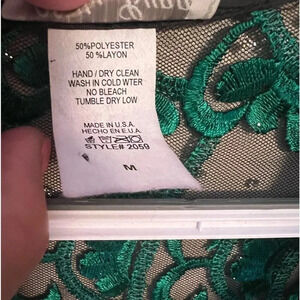 50%POLYESTER
50 %LAYON
HAND / DRY CLEAN
WASH IN COLD WTER
NO BLEACH
TUMBLE DRY LOW
MADE IN U.S.A.
HECHO EN E.U.A.
STYLE# 2059
M